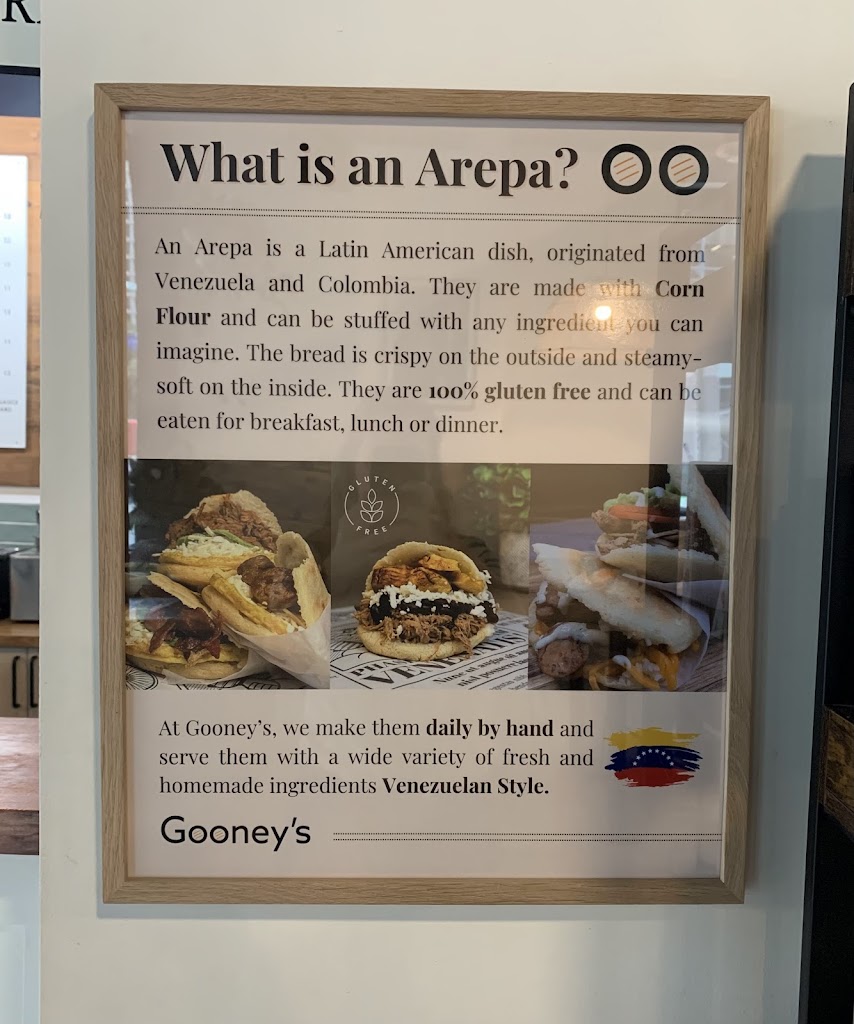 What is an Arepa?
An Arepa is a Latin American dish, originated from
Venezuela and Colombia. They are made with Corn
Flour and can be stuffed with any ingredient you can
imagine. The bread is crispy on the outside and steamy-
soft on the inside. They are 100% gluten free and can be
eaten for breakfast, lunch or dinner.
GLUTEN
FREE
At Gooney's, we make them daily by hand and
serve them with a wide variety of fresh and
homemade ingredients Venezuelan Style.
Gooney's